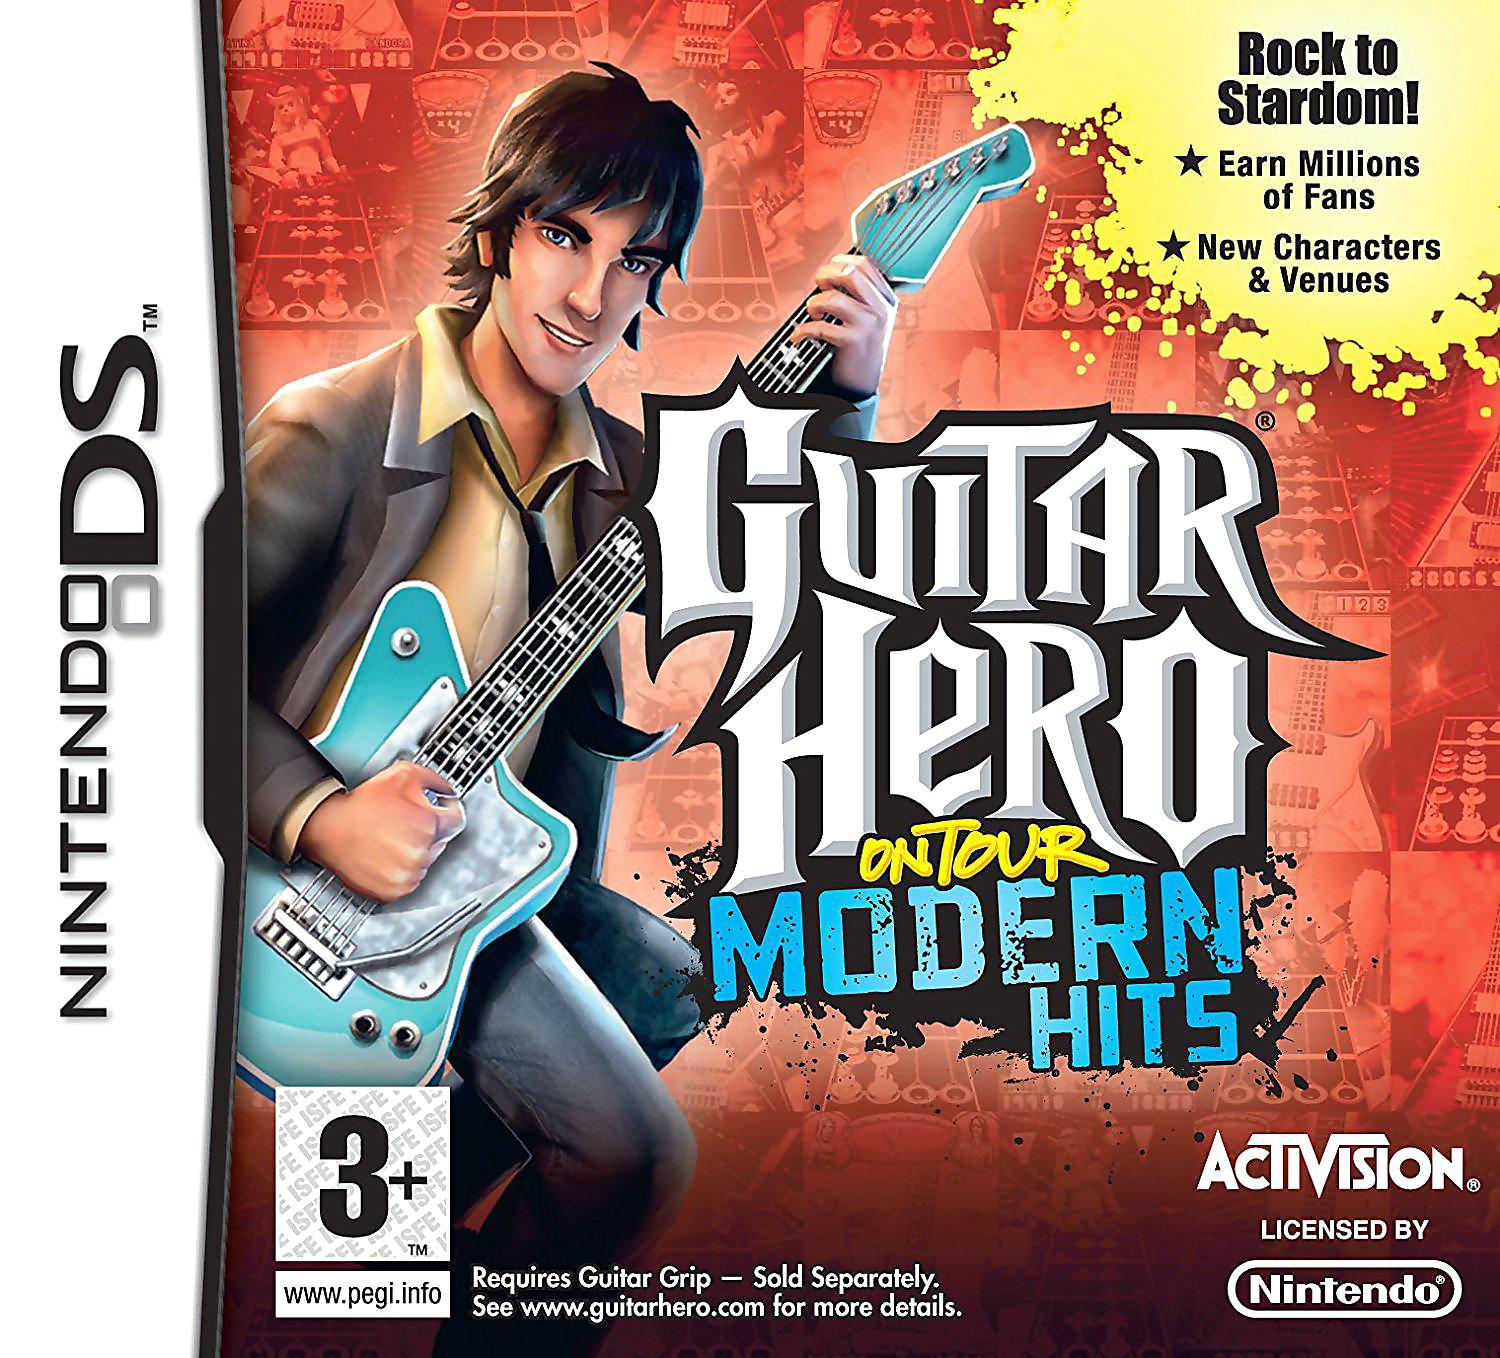 NINTENDO DS™
Rock to
Stardom!
★ Earn Millions
of Fans
★ New Characters
& Venues
GUITAR®
HERO
ON TOUR
MODERN
HITS
3+
™
www.pegi.info
Requires Guitar Grip — Sold Separately.
See www.guitarhero.com for more details.
ACTIVISION®
LICENSED BY
Nintendo®